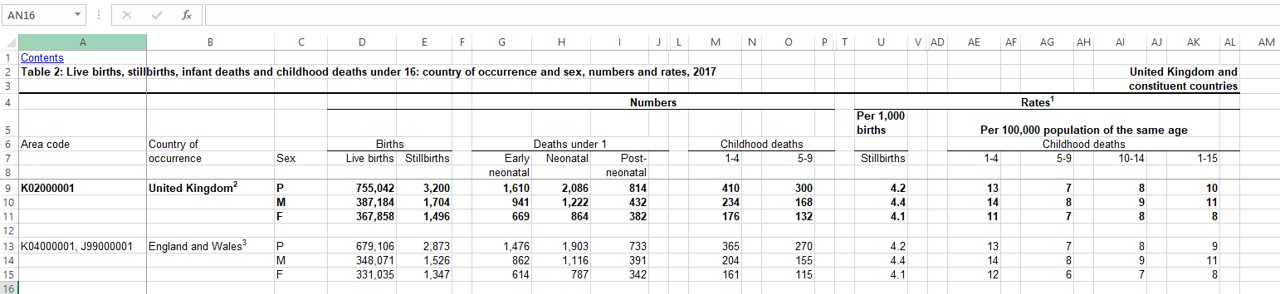 AN16
fx
A B C D E F G H I J L M N O P T U V AD AE AF AG AH AI AJ AK AL AM
1 Contents
2 Table 2: Live births, stillbirths, infant deaths and childhood deaths under 16: country of occurrence and sex, numbers and rates, 2017 United Kingdom and
3 constituent countries
4 Numbers Rates1
Per 1,000
5 births Per 100,000 population of the same age
6 Area code Country of Births Deaths under 1 Childhood deaths Childhood deaths
7 occurrence Sex Live births Stillbirths Early Neonatal Post- 1-4 5-9 Stillbirths 1-4 5-9 10-14 1-15
8 neonatal neonatal
9 K02000001 United Kingdom2 P 755,042 3,200 1,610 2,086 814 410 300 4.2 13 7 8 10
10 M 387,184 1,704 941 1,222 432 234 168 4.4 14 8 9 11
11 F 367,858 1,496 669 864 382 176 132 4.1 11 7 8 8
12
13 K04000001, J99000001 England and Wales3 P 679,106 2,873 1,476 1,903 733 365 270 4.2 13 7 8 9
14 M 348,071 1,526 862 1,116 391 204 155 4.4 14 8 9 11
15 F 331,035 1,347 614 787 342 161 115 4.1 12 6 7 8
16